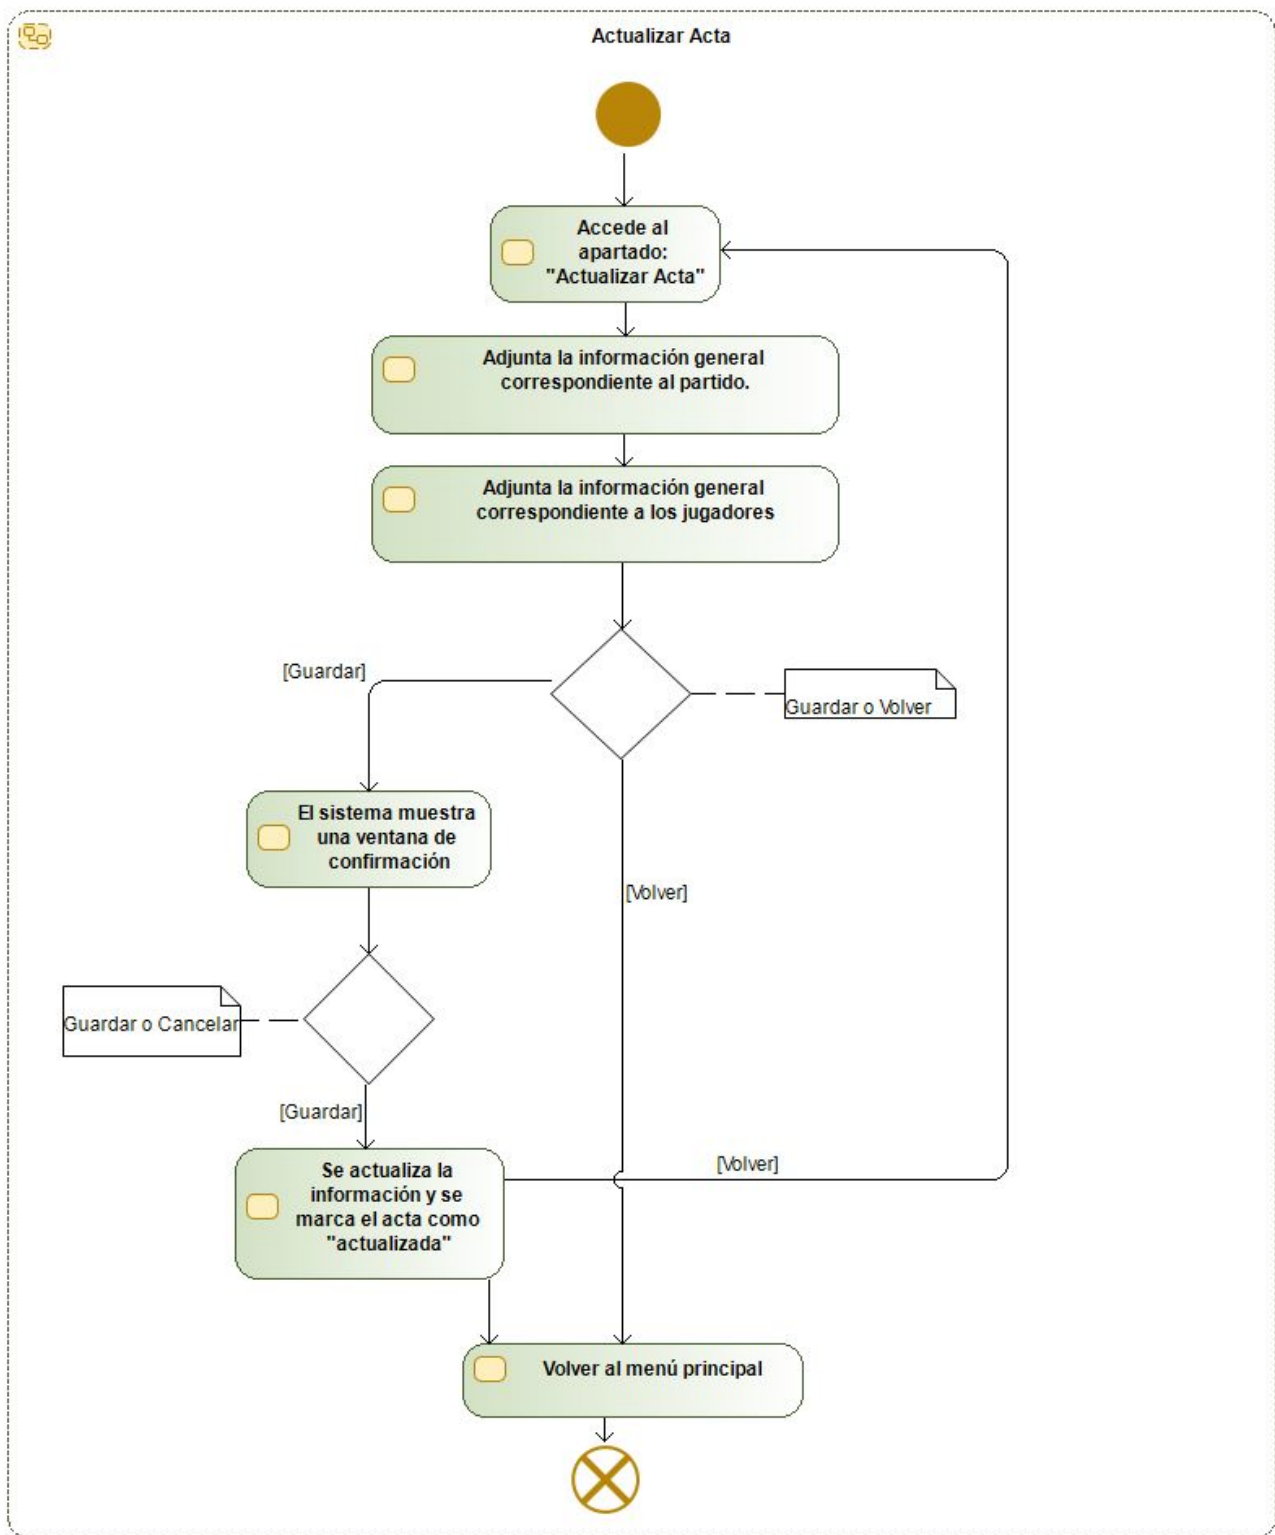 Actualizar Acta
Accede al
apartado:
"Actualizar Acta"
Adjunta la información general
correspondiente al partido.
Adjunta la información general
correspondiente a los jugadores
[Guardar]
Guardar o Volver
El sistema muestra
una ventana de
confirmación
[Volver]
Guardar o Cancelar
[Guardar]
Se actualiza la
información y se
marca el acta como
"actualizada"
[Volver]
Volver al menú principal